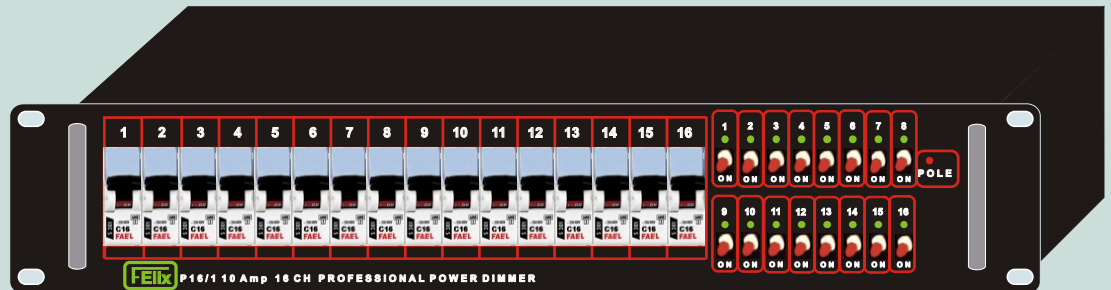 1 2 3 4 5 6 7 8 9 10 11 12 13 14 15 16
1 2 3 4 5 6 7 8
ON ON ON ON ON ON ON ON
POLE
C16 C16 C16 C16 C16 C16 C16 C16 C16 C16 C16 C16 C16 C16 C16 C16
FAEL FAEL FAEL FAEL FAEL FAEL FAEL FAEL FAEL FAEL FAEL FAEL FAEL FAEL FAEL FAEL
9 10 11 12 13 14 15 16
ON ON ON ON ON ON ON ON
FElix P16/1 10 Amp 16 CH PROFESSIONAL POWER DIMMER